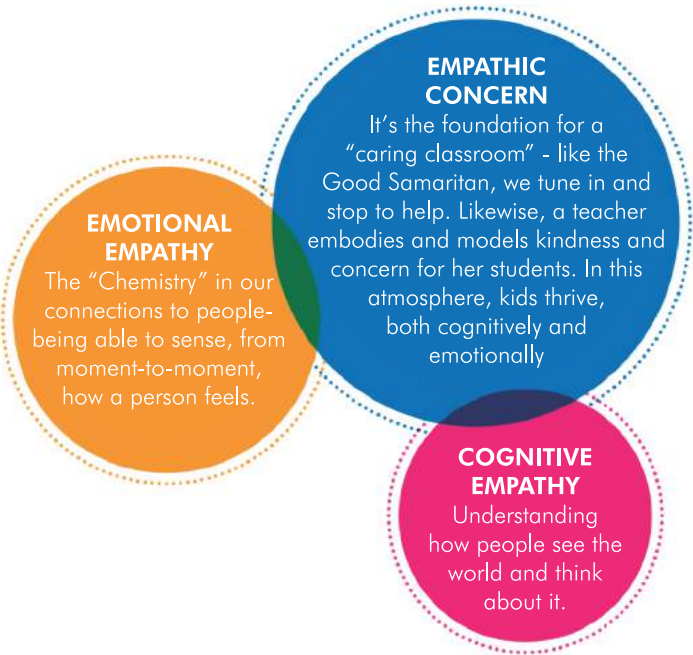 EMPATHIC
CONCERN
It's the foundation for a
“caring classroom” - like the
Good Samaritan, we tune in and
stop to help. Likewise, a teacher
embodies and models kindness and
concern for her students. In this
atmosphere, kids thrive,
both cognitively and
emotionally
EMOTIONAL
EMPATHY
The “Chemistry” in our
connections to people-
being able to sense, from
moment-to-moment,
how a person feels.
COGNITIVE
EMPATHY
Understanding
how people see the
world and think
about it.